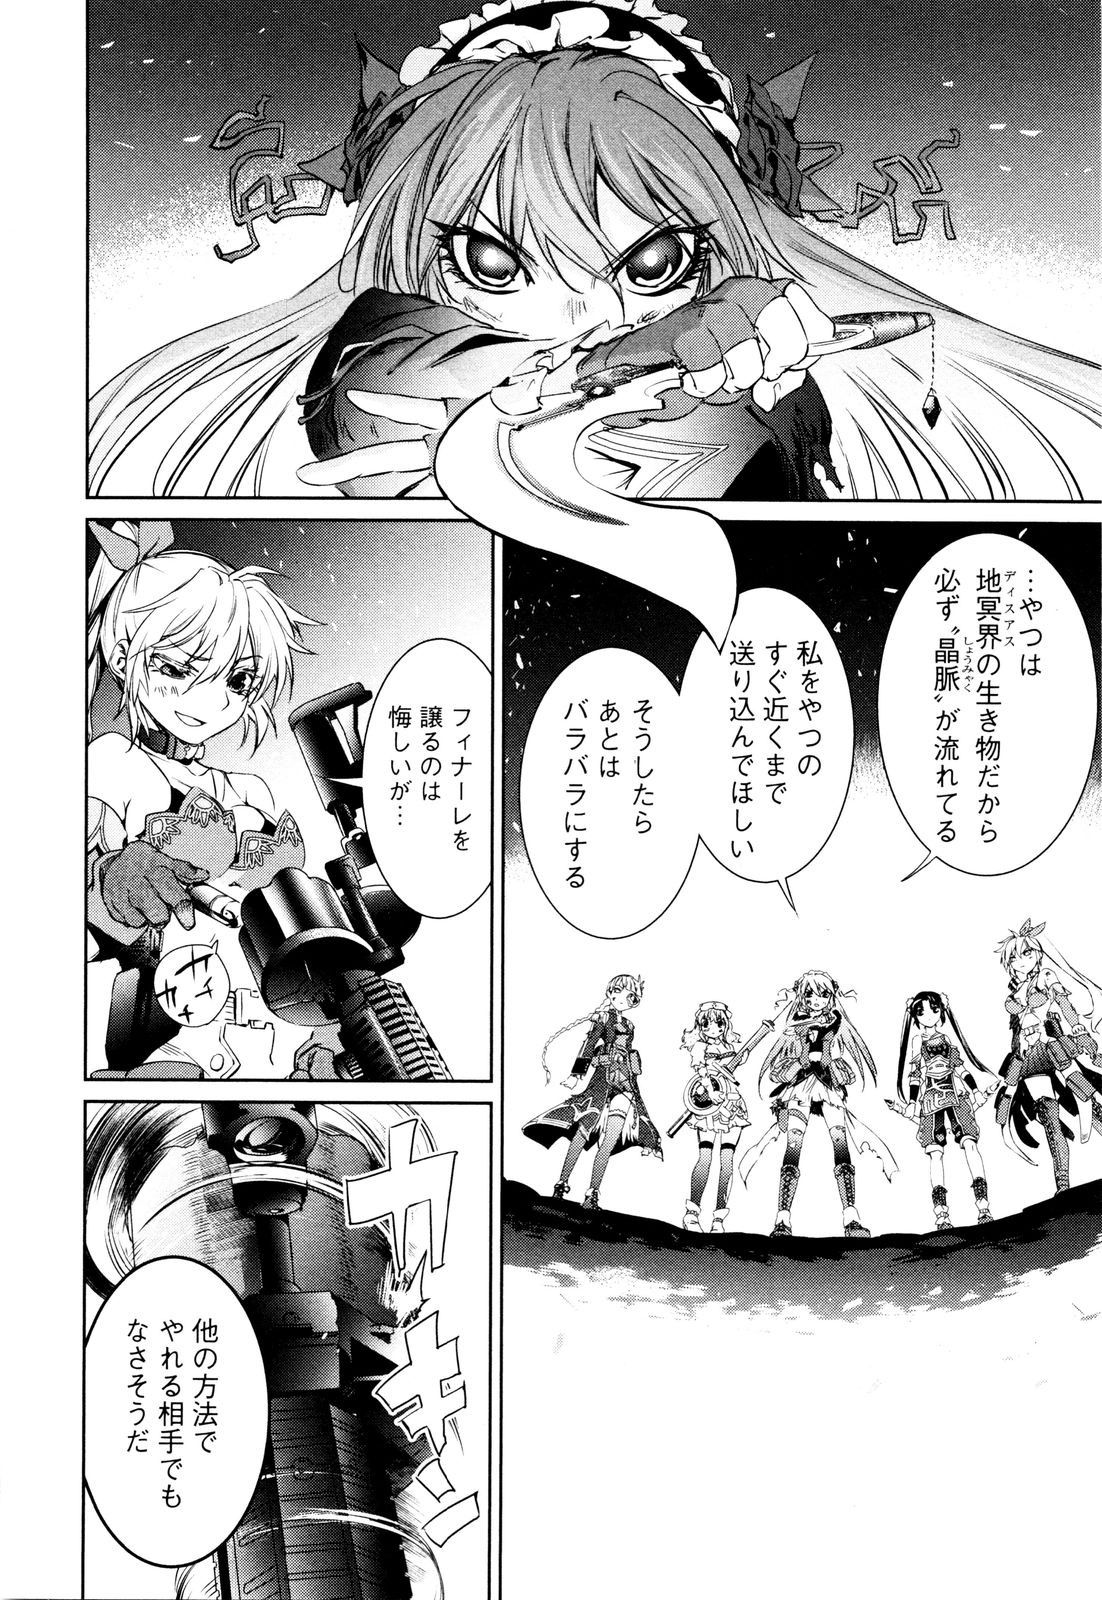 …やつは
地冥界の生き物だから
ディスアス
必ず〝晶脈〟が流れてる
しょうみゃく
私をやつの
すぐ近くまで
送り込んでほしい
そうしたら
あとは
バラバラにする
フィナーレを
譲るのは
悔しいが…
ガキキン
他の方法で
やれる相手でも
なさそうだ